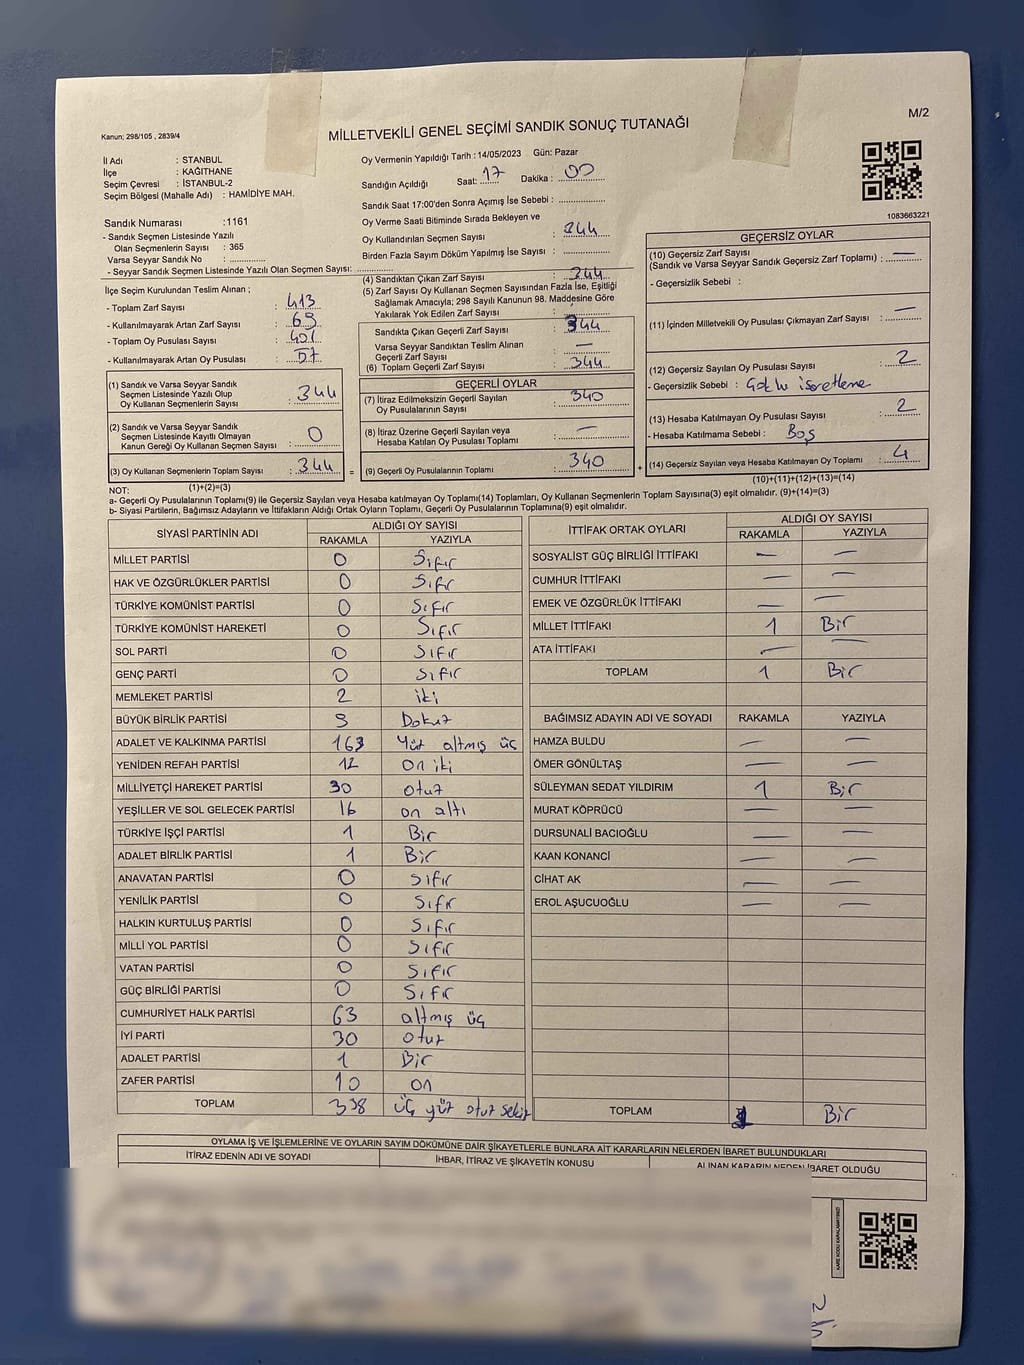 M/2
Kanun; 298/105 , 2839/4
MİLLETVEKİLİ GENEL SEÇİMİ SANDIK SONUÇ TUTANAĞI
İl Adı : İSTANBUL
İlçe : KAĞITHANE
Seçim Çevresi : İSTANBUL-2
Seçim Bölgesi (Mahalle Adı) : HAMİDİYE MAH.
Oy Vermenin Yapıldığı Tarih : 14/05/2023 Gün: Pazar
Sandığın Açıldığı Saat: 17 Dakika : 00
Sandık Saat 17:00'den Sonra Açımış İse Sebebi :
1083663221
Sandık Numarası :1161
- Sandık Seçmen Listesinde Yazılı
Olan Seçmenlerin Sayısı : 365
Varsa Seyyar Sandık No :
- Seyyar Sandık Seçmen Listesinde Yazılı Olan Seçmen Sayısı:
Oy Verme Saati Bitiminde Sırada Bekleyen ve
Oy Kullandırılan Seçmen Sayısı : 344
Birden Fazla Sayım Döküm Yapılmış İse Sayısı :
İlçe Seçim Kurulundan Teslim Alınan ;
- Toplam Zarf Sayısı : 413
- Kullanılmayarak Artan Zarf Sayısı : 69
- Toplam Oy Pusulası Sayısı : 401
- Kullanılmayarak Artan Oy Pusulası : 57
(4) Sandıktan Çıkan Zarf Sayısı : 344
(5) Zarf Sayısı Oy Kullanan Seçmen Sayısından Fazla İse, Eşitliği
Sağlamak Amacıyla; 298 Sayılı Kanunun 98. Maddesine Göre
Yakılarak Yok Edilen Zarf Sayısı :
Sandıkta Çıkan Geçerli Zarf Sayısı : 344
Varsa Seyyar Sandıktan Teslim Alınan
Geçerli Zarf Sayısı : —
(6) Toplam Geçerli Zarf Sayısı : 344
GEÇERSİZ OYLAR
(10) Geçersiz Zarf Sayısı
(Sandık ve Varsa Seyyar Sandık Geçersiz Zarf Toplamı) : —
- Geçersizlik Sebebi :
(11) İçinden Milletvekili Oy Pusulası Çıkmayan Zarf Sayısı : —
(12) Geçersiz Sayılan Oy Pusulası Sayısı : 2
- Geçersizlik Sebebi : Çoklu işretleme
(13) Hesaba Katılmayan Oy Pusulası Sayısı : 2
- Hesaba Katılmama Sebebi : Boş
(14) Geçersiz Sayılan veya Hesaba Katılmayan Oy Toplamı : 4
(10)+(11)+(12)+(13)=(14)
(1) Sandık ve Varsa Seyyar Sandık
Seçmen Listesinde Yazılı Olup
Oy Kullanan Seçmenlerin Sayısı : 344
(2) Sandık ve Varsa Seyyar Sandık
Seçmen Listesinde Kayıtlı Olmayan
Kanun Gereği Oy Kullanan Seçmen Sayısı : 0
(3) Oy Kullanan Seçmenlerin Toplam Sayısı : 344 =
(1)+(2)=(3)
GEÇERLİ OYLAR
(7) İtiraz Edilmeksizin Geçerli Sayılan
Oy Pusulalarının Sayısı : 340
(8) İtiraz Üzerine Geçerli Sayılan veya
Hesaba Katılan Oy Pusulası Toplamı : —
(9) Geçerli Oy Pusulalarının Toplamı : 340 +
NOT:
a- Geçerli Oy Pusulalarının Toplamı(9) ile Geçersiz Sayılan veya Hesaba katılmayan Oy Toplamı(14) Toplamları, Oy Kullanan Seçmenlerin Toplam Sayısına(3) eşit olmalıdır. (9)+(14)=(3)
b- Siyasi Partilerin, Bağımsız Adayların ve İttifakların Aldığı Ortak Oyların Toplamı, Geçerli Oy Pusulalarının Toplamına(9) eşit olmalıdır.
SİYASİ PARTİNİN ADI ALDIĞI OY SAYISI
RAKAMLA YAZIYLA
MİLLET PARTİSİ 0 Sıfır
HAK VE ÖZGÜRLÜKLER PARTİSİ 0 Sıfır
TÜRKİYE KOMÜNİST PARTİSİ 0 Sıfır
TÜRKİYE KOMÜNİST HAREKETİ 0 Sıfır
SOL PARTİ 0 Sıfır
GENÇ PARTİ 0 Sıfır
MEMLEKET PARTİSİ 2 iki
BÜYÜK BİRLİK PARTİSİ 9 Dokuz
ADALET VE KALKINMA PARTİSİ 163 Yüz altmış üç
YENİDEN REFAH PARTİSİ 12 on iki
MİLLİYETÇİ HAREKET PARTİSİ 30 otuz
YEŞİLLER VE SOL GELECEK PARTİSİ 16 on altı
TÜRKİYE İŞÇİ PARTİSİ 1 Bir
ADALET BİRLİK PARTİSİ 1 Bir
ANAVATAN PARTİSİ 0 Sıfır
YENİLİK PARTİSİ 0 Sıfır
HALKIN KURTULUŞ PARTİSİ 0 Sıfır
MİLLİ YOL PARTİSİ 0 Sıfır
VATAN PARTİSİ 0 Sıfır
GÜÇ BİRLİĞİ PARTİSİ 0 Sıfır
CUMHURİYET HALK PARTİSİ 63 altmış üç
İYİ PARTİ 30 otuz
ADALET PARTİSİ 1 Bir
ZAFER PARTİSİ 10 on
TOPLAM 338 üç yüz otuz sekiz
İTTİFAK ORTAK OYLARI ALDIĞI OY SAYISI
RAKAMLA YAZIYLA
SOSYALİST GÜÇ BİRLİĞİ İTTİFAKI — —
CUMHUR İTTİFAKI — —
EMEK VE ÖZGÜRLÜK İTTİFAKI — —
MİLLET İTTİFAKI 1 Bir
ATA İTTİFAKI — —
TOPLAM 1 Bir
BAĞIMSIZ ADAYIN ADI VE SOYADI RAKAMLA YAZIYLA
HAMZA BULDU — —
ÖMER GÖNÜLTAŞ — —
SÜLEYMAN SEDAT YILDIRIM 1 Bir
MURAT KÖPRÜCÜ — —
DURSUNALİ BACIOĞLU — —
KAAN KONANCİ — —
CİHAT AK — —
EROL AŞUCUOĞLU — —
TOPLAM 1 Bir
OYLAMA İŞ VE İŞLEMLERİNE VE OYLARIN SAYIM DÖKÜMÜNE DAİR ŞİKAYETLERLE BUNLARA AİT KARARLARIN NELERDEN İBARET BULUNDUKLARI
İTİRAZ EDENİN ADI VE SOYADI İHBAR, İTİRAZ VE ŞİKAYETİN KONUSU ALINAN KARARIN NEDEN İBARET OLDUĞU
KARE KODU KARALAMAYINIZ!